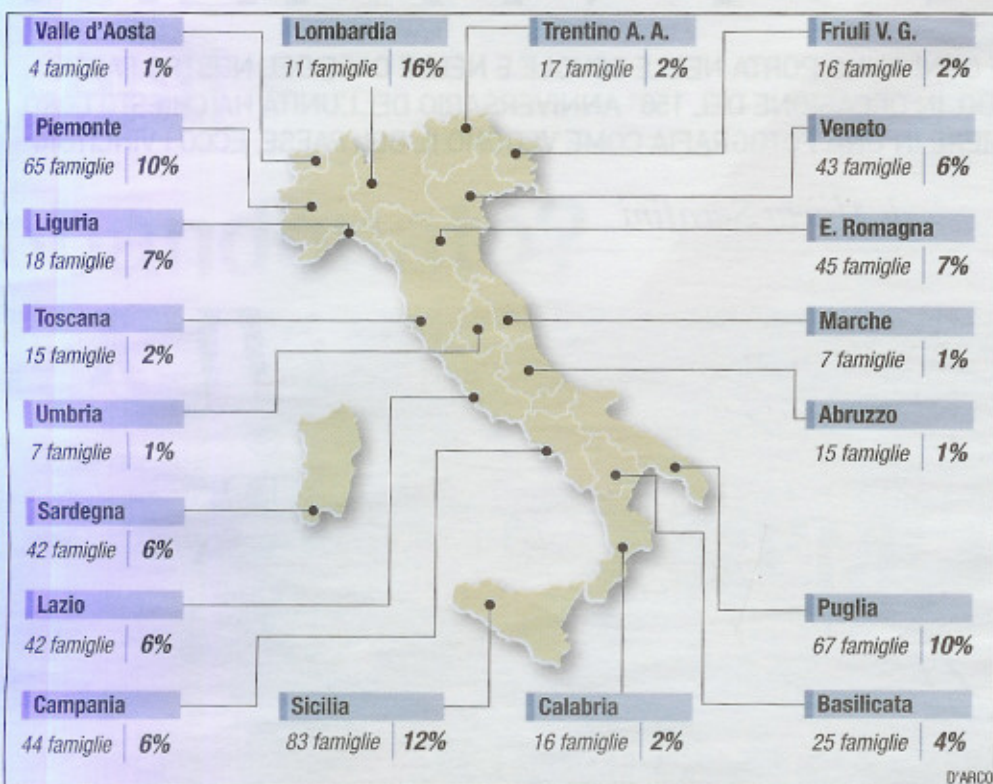 Valle d'Aosta
4 famiglie 1%
Lombardia
11 famiglie 16%
Trentino A. A.
17 famiglie 2%
Friuli V. G.
16 famiglie 2%
Piemonte
65 famiglie 10%
Veneto
43 famiglie 6%
Liguria
18 famiglie 7%
E. Romagna
45 famiglie 7%
Toscana
15 famiglie 2%
Marche
7 famiglie 1%
Umbria
7 famiglie 1%
Abruzzo
15 famiglie 1%
Sardegna
42 famiglie 6%
Lazio
42 famiglie 6%
Puglia
67 famiglie 10%
Campania
44 famiglie 6%
Sicilia
83 famiglie 12%
Calabria
16 famiglie 2%
Basilicata
25 famiglie 4%
D'ARCO